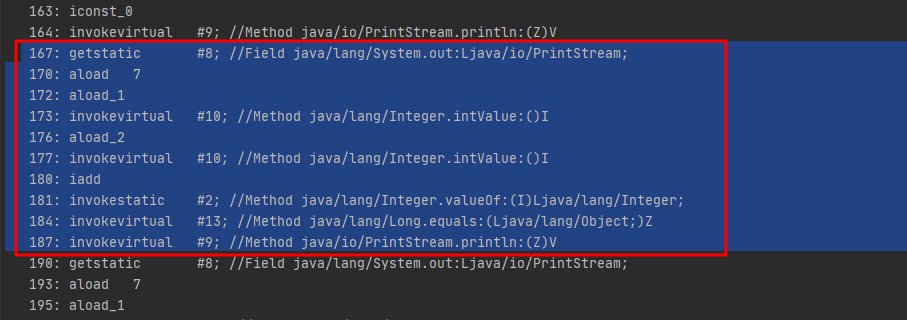 163: iconst_0
164: invokevirtual #9; //Method java/io/PrintStream.println:(Z)V
167: getstatic #8; //Field java/lang/System.out:Ljava/io/PrintStream;
170: aload 7
172: aload_1
173: invokevirtual #10; //Method java/lang/Integer.intValue:()I
176: aload_2
177: invokevirtual #10; //Method java/lang/Integer.intValue:()I
180: iadd
181: invokestatic #2; //Method java/lang/Integer.valueOf:(I)Ljava/lang/Integer;
184: invokevirtual #13; //Method java/lang/Long.equals:(Ljava/lang/Object;)Z
187: invokevirtual #9; //Method java/io/PrintStream.println:(Z)V
190: getstatic #8; //Field java/lang/System.out:Ljava/io/PrintStream;
193: aload 7
195: aload_1